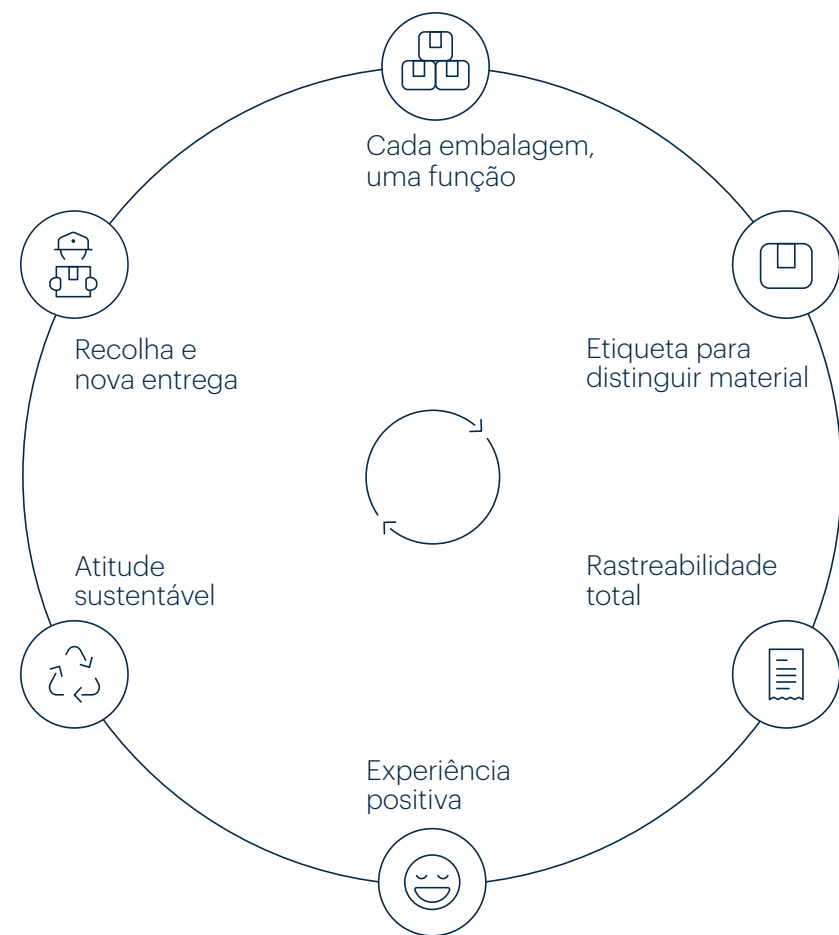 Cada embalagem,
uma função
Etiqueta para
distinguir material
Rastreabilidade
total
Experiência
positiva
Atitude
sustentável
Recolha e
nova entrega